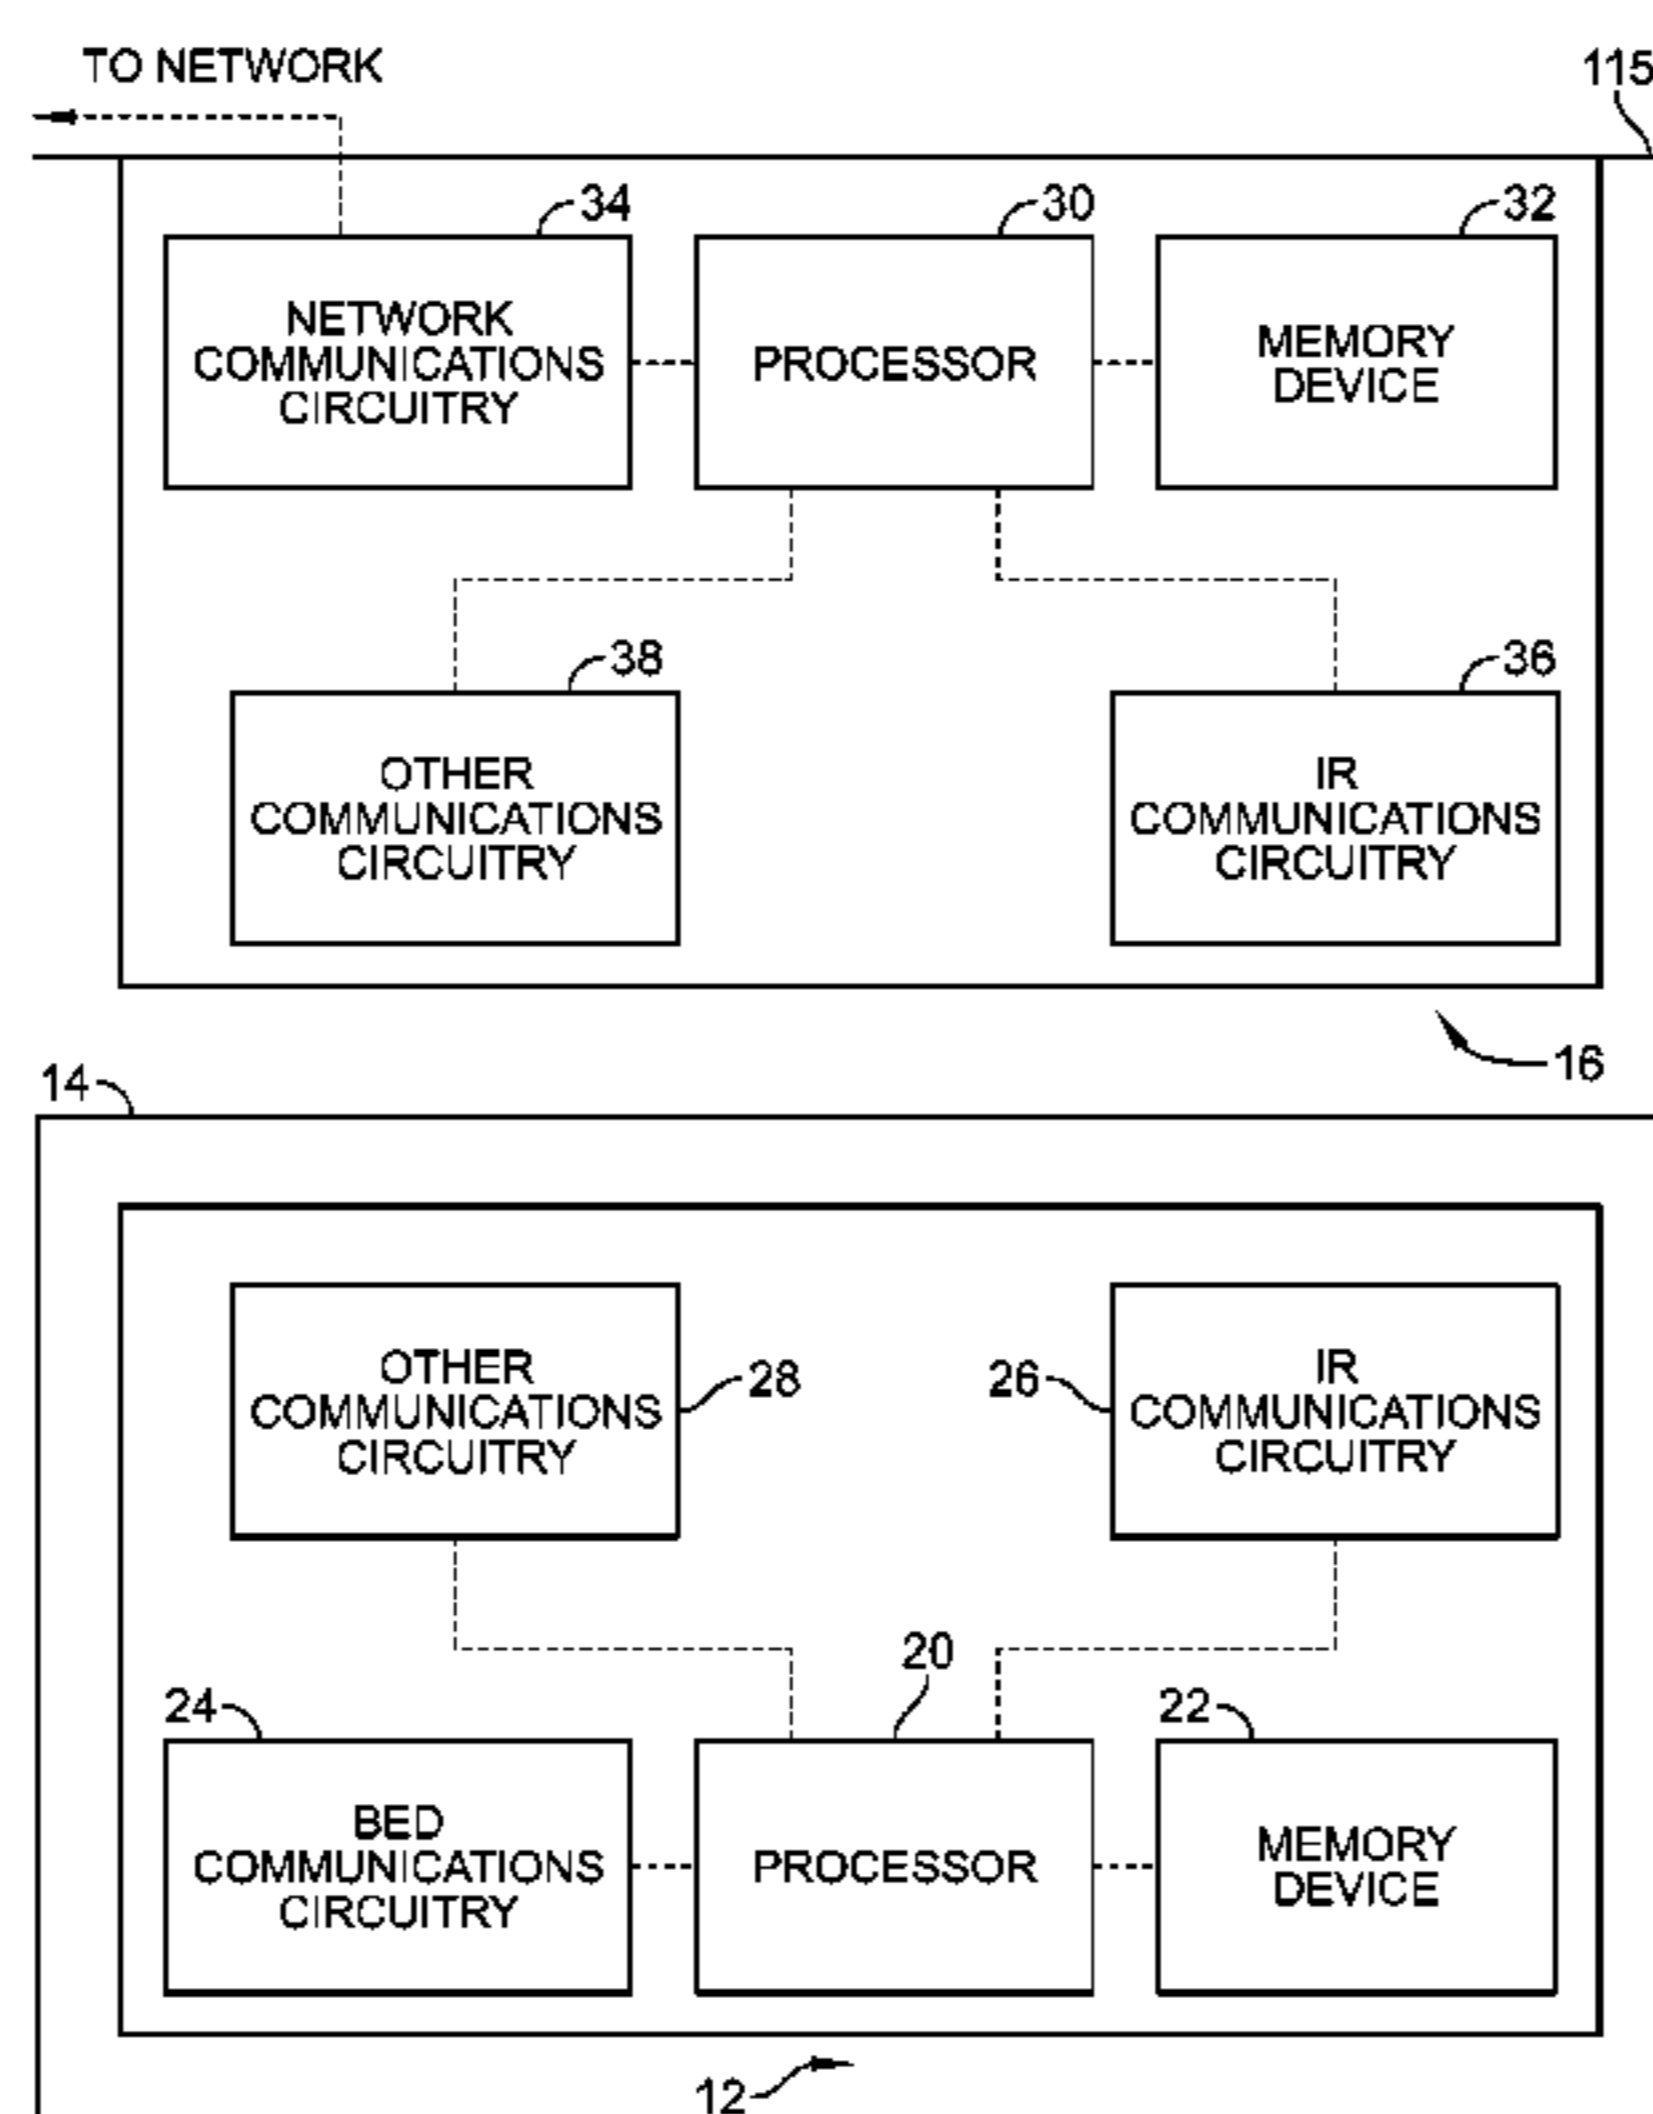 TO NETWORK
115
34
30
32
NETWORK
COMMUNICATIONS
CIRCUITRY
PROCESSOR
MEMORY
DEVICE
38
36
OTHER
COMMUNICATIONS
CIRCUITRY
IR
COMMUNICATIONS
CIRCUITRY
16
14
OTHER
COMMUNICATIONS
CIRCUITRY
28
26
IR
COMMUNICATIONS
CIRCUITRY
20
24
22
BED
COMMUNICATIONS
CIRCUITRY
PROCESSOR
MEMORY
DEVICE
12